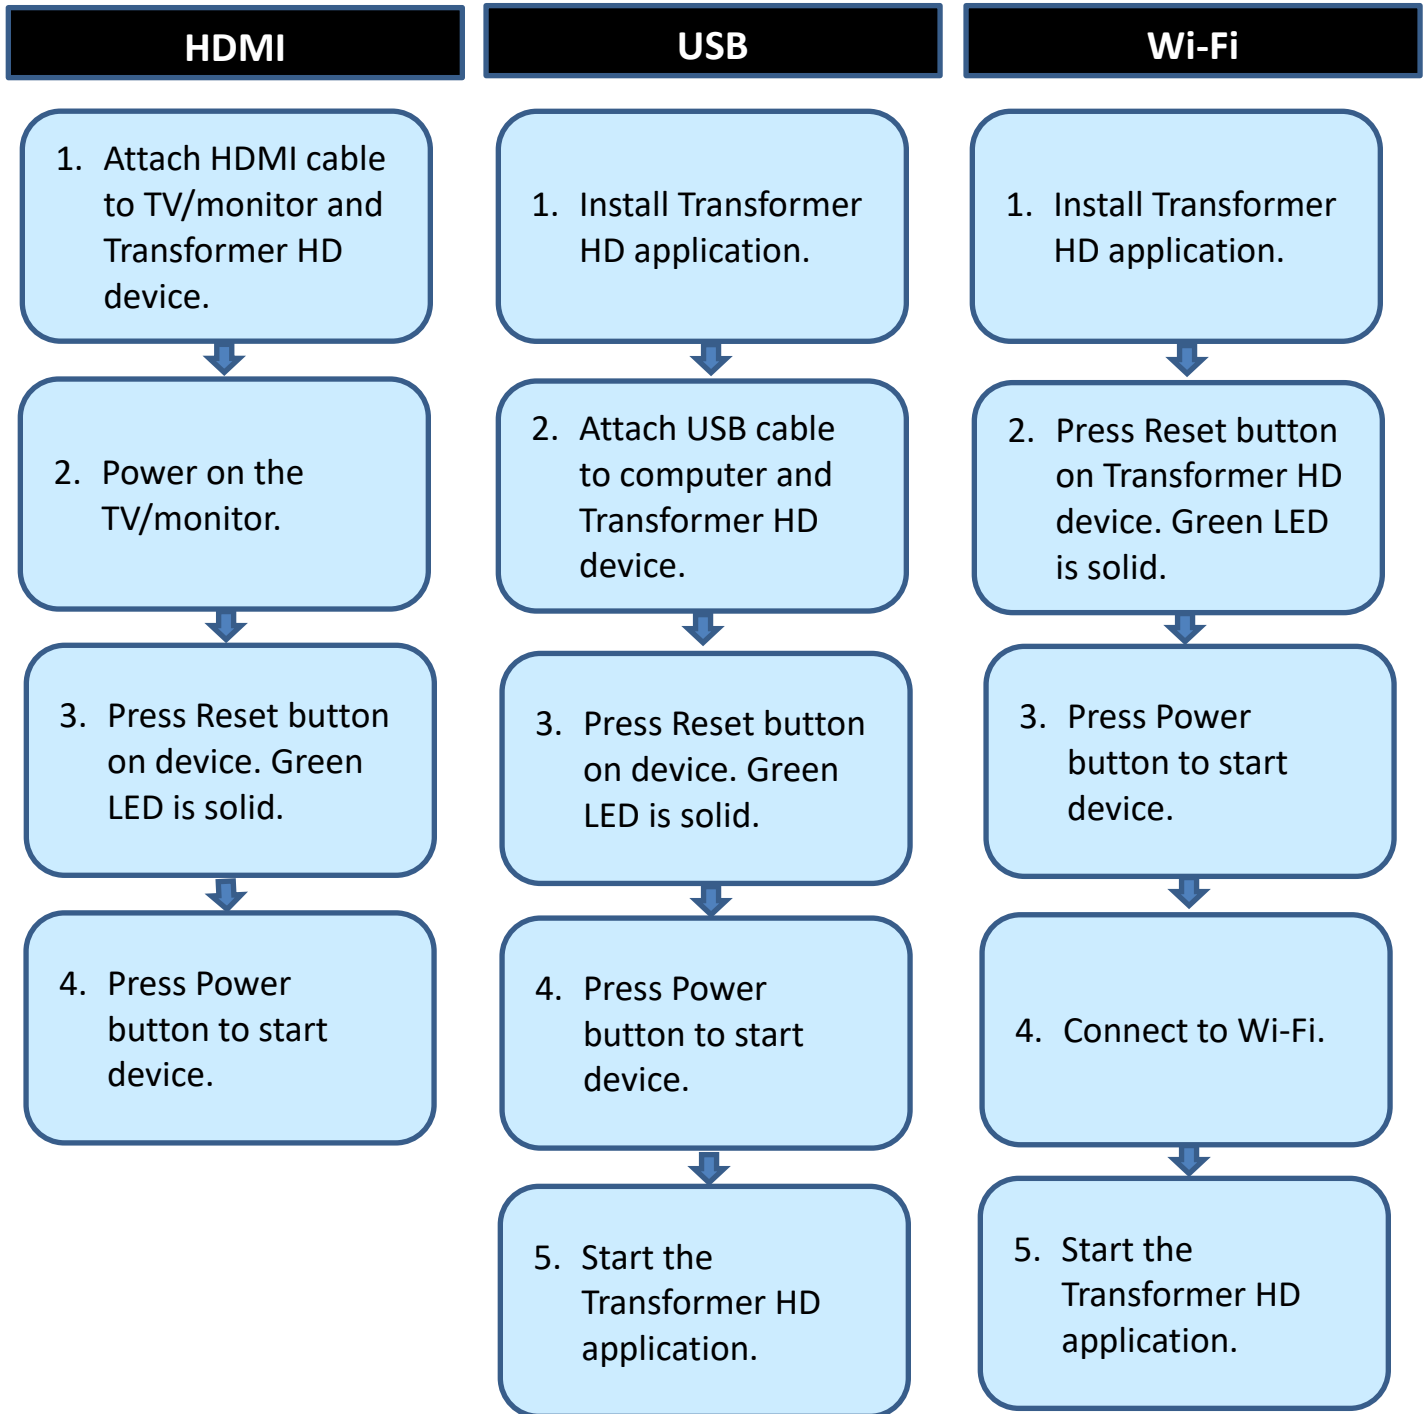 HDMI
1. Attach HDMI cable
to TV/monitor and
Transformer HD
device.
2. Power on the
TV/monitor.
3. Press Reset button
on device. Green
LED is solid.
4. Press Power
button to start
device.
USB
1. Install Transformer
HD application.
2. Attach USB cable
to computer and
Transformer HD
device.
3. Press Reset button
on device. Green
LED is solid.
4. Press Power
button to start
device.
5. Start the
Transformer HD
application.
Wi-Fi
1. Install Transformer
HD application.
2. Press Reset button
on Transformer HD
device. Green LED
is solid.
3. Press Power
button to start
device.
4. Connect to Wi-Fi.
5. Start the
Transformer HD
application.